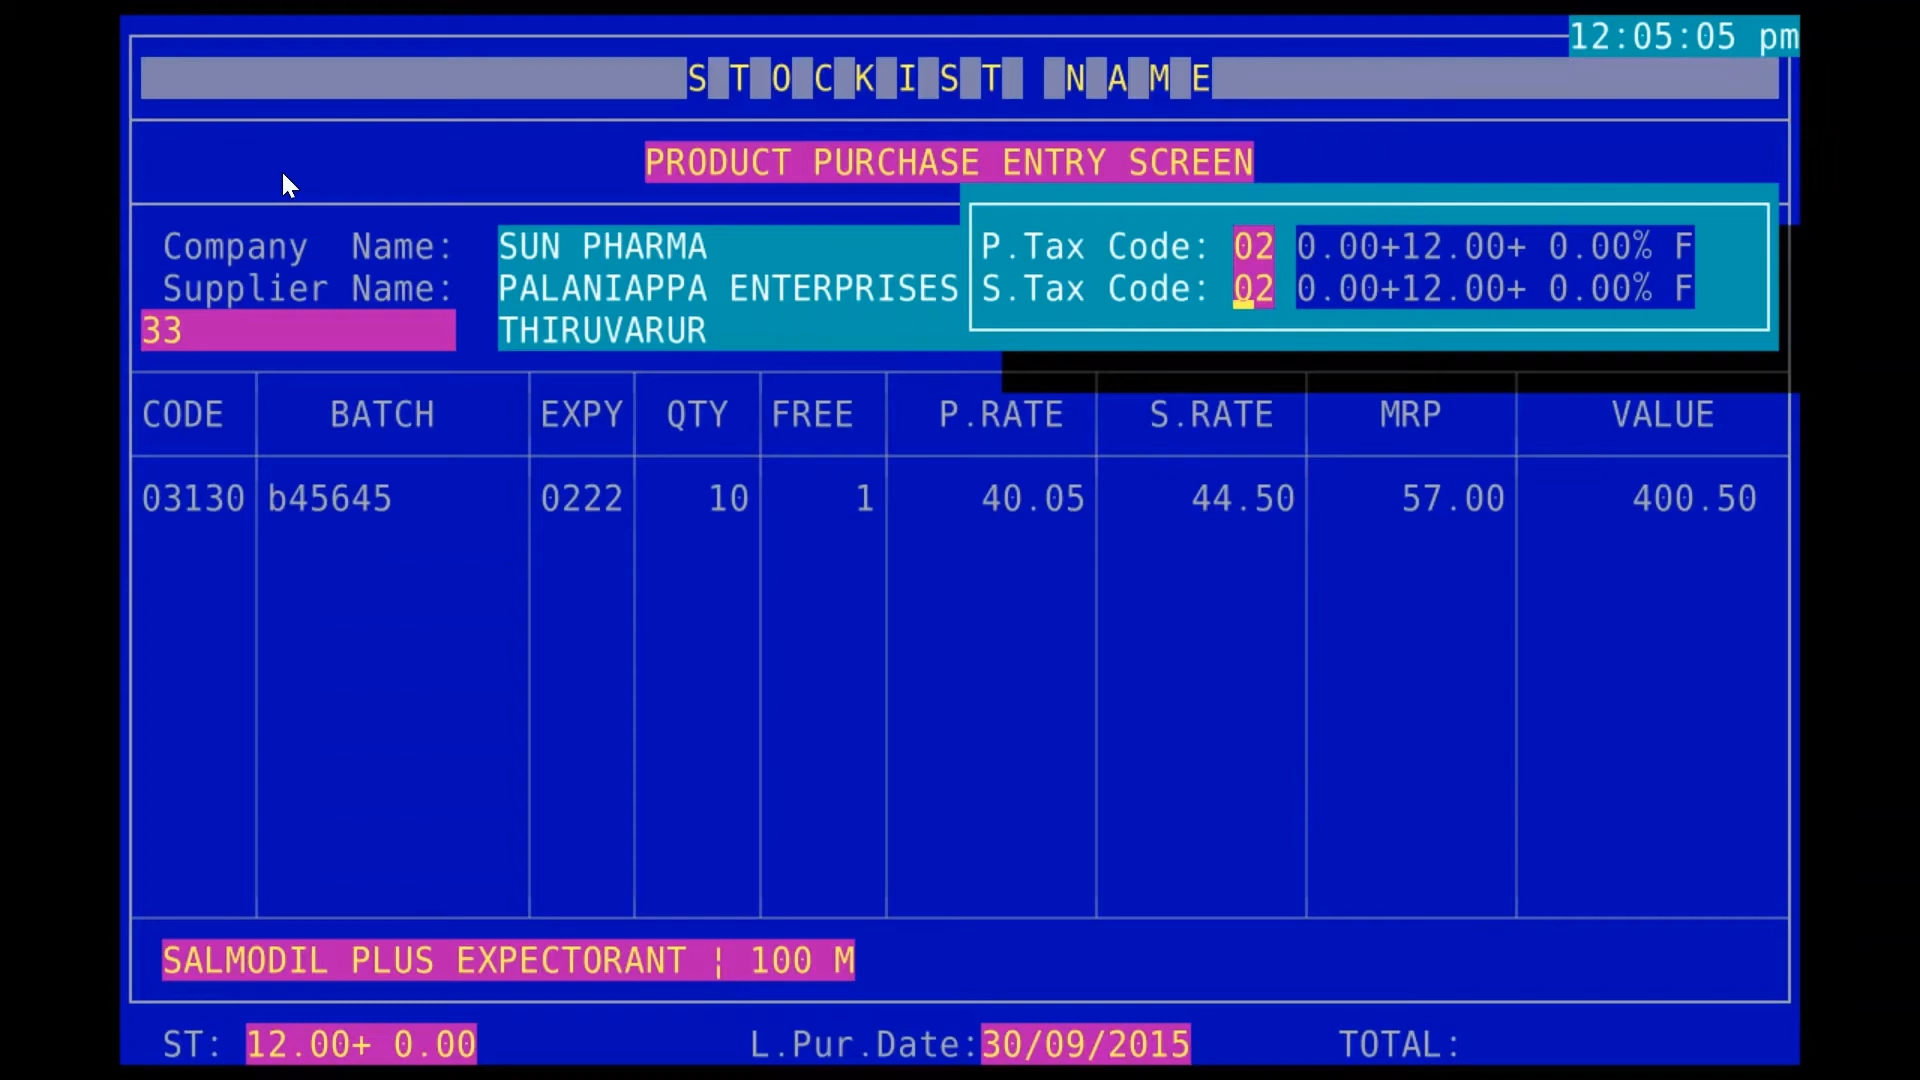 12:05:05 pm
STOCKIST NAME
PRODUCT PURCHASE ENTRY SCREEN
Company Name: SUN PHARMA
P.Tax Code: 02 0.00+12.00+ 0.00% F
Supplier Name: PALANIAPPA ENTERPRISES
S.Tax Code: 02 0.00+12.00+ 0.00% F
33 THIRUVARUR
CODE BATCH EXPY QTY FREE P.RATE S.RATE MRP VALUE
03130 b45645 0222 10 1 40.05 44.50 57.00 400.50
SALMODIL PLUS EXPECTORANT ¦ 100 M
ST: 12.00+ 0.00 L.Pur.Date:30/09/2015 TOTAL: